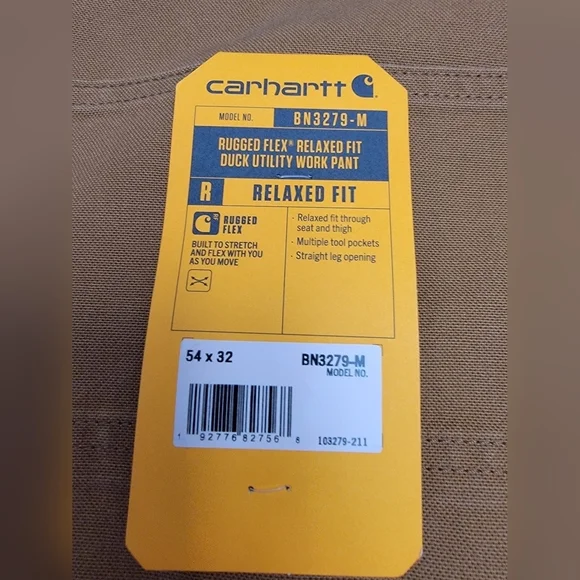 carhartt
MODEL NO.
BN3279-M
RUGGED FLEX® RELAXED FIT
DUCK UTILITY WORK PANT
R
RELAXED FIT
RUGGED
FLEX
BUILT TO STRETCH
AND FLEX WITH YOU
AS YOU MOVE
- Relaxed fit through
seat and thigh
- Multiple tool pockets
- Straight leg opening
54 x 32
BN3279-M
MODEL NO.
1 92776 82756 8
103279-211